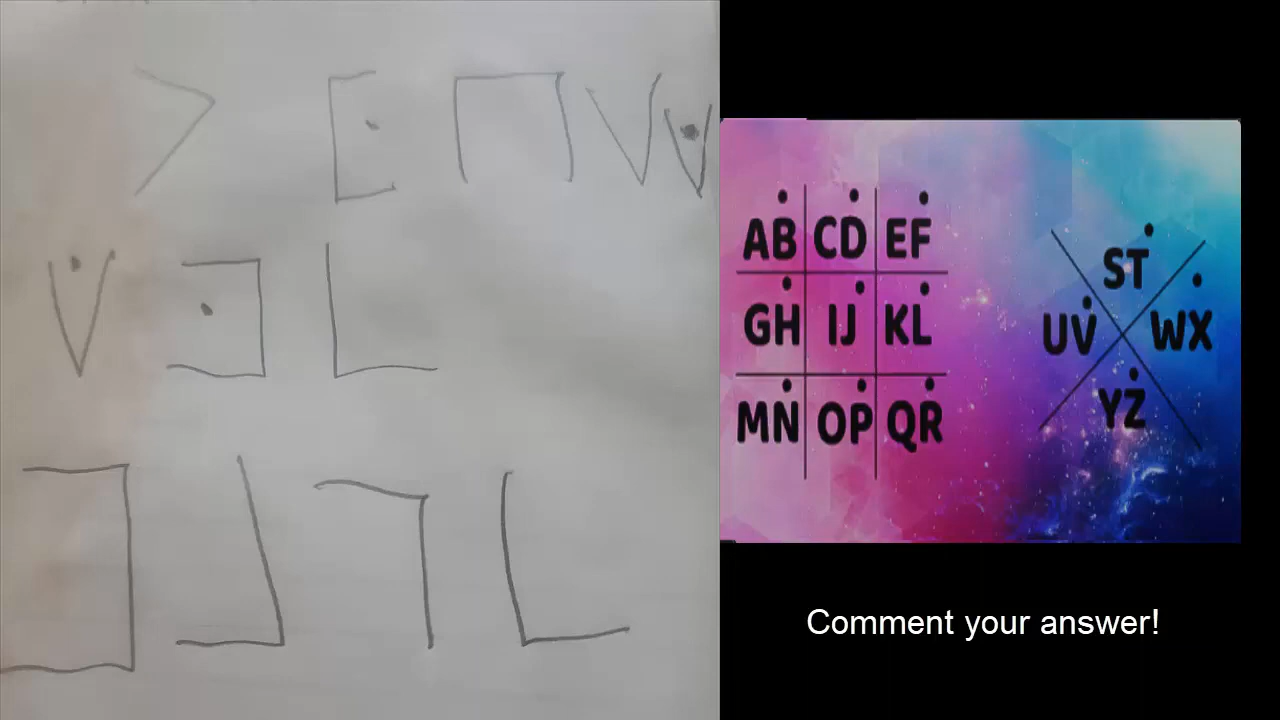 AB CD EF
GH IJ KL
MN OP QR
ST
UV WX
YZ
Comment your answer!